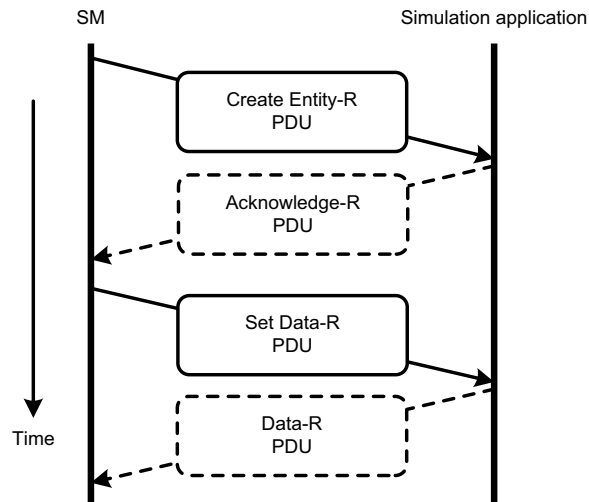 SM
Simulation application
Create Entity-R
PDU
Acknowledge-R
PDU
Set Data-R
PDU
Data-R
PDU
Time